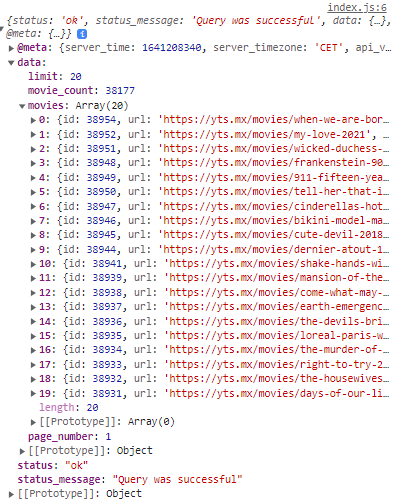 index.js:6
{status: 'ok', status_message: 'Query was successful', data: {…},
@meta: {…}} i
@meta: {server_time: 1641208340, server_timezone: 'CET', api_v…
data:
limit: 20
movie_count: 38177
movies: Array(20)
0: {id: 38954, url: 'https://yts.mx/movies/when-we-are-bor…
1: {id: 38952, url: 'https://yts.mx/movies/my-love-2021', …
2: {id: 38951, url: 'https://yts.mx/movies/wicked-duchess-…
3: {id: 38948, url: 'https://yts.mx/movies/frankenstein-90…
4: {id: 38949, url: 'https://yts.mx/movies/911-fifteen-yea…
5: {id: 38950, url: 'https://yts.mx/movies/tell-her-that-i…
6: {id: 38947, url: 'https://yts.mx/movies/cinderellas-hot…
7: {id: 38946, url: 'https://yts.mx/movies/bikini-model-ma…
8: {id: 38945, url: 'https://yts.mx/movies/cute-devil-2018…
9: {id: 38944, url: 'https://yts.mx/movies/dernier-atout-1…
10: {id: 38941, url: 'https://yts.mx/movies/shake-hands-wi…
11: {id: 38939, url: 'https://yts.mx/movies/mansion-of-the…
12: {id: 38938, url: 'https://yts.mx/movies/come-what-may-…
13: {id: 38937, url: 'https://yts.mx/movies/earth-emergenc…
14: {id: 38936, url: 'https://yts.mx/movies/the-devils-bri…
15: {id: 38935, url: 'https://yts.mx/movies/loreal-paris-w…
16: {id: 38934, url: 'https://yts.mx/movies/the-murder-of-…
17: {id: 38933, url: 'https://yts.mx/movies/right-to-try-2…
18: {id: 38932, url: 'https://yts.mx/movies/the-housewives…
19: {id: 38931, url: 'https://yts.mx/movies/days-of-our-li…
length: 20
[[Prototype]]: Array(0)
page_number: 1
[[Prototype]]: Object
status: "ok"
status_message: "Query was successful"
[[Prototype]]: Object